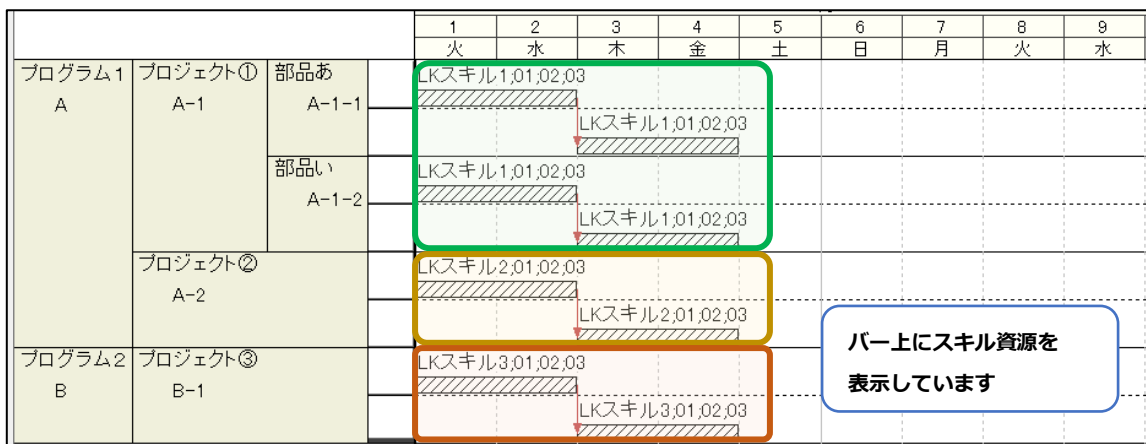 1 2 3 4 5 6 7 8 9
火 水 木 金 土 日 月 火 水
プログラム1 プロジェクト① 部品あ LKスキル1;01;02;03
A A-1 A-1-1
LKスキル1;01;02;03
部品い LKスキル1;01;02;03
A-1-2
LKスキル1;01;02;03
プロジェクト② LKスキル2;01;02;03
A-2
LKスキル2;01;02;03
プログラム2 プロジェクト③ LKスキル3;01;02;03
B B-1
LKスキル3;01;02;03
バー上にスキル資源を
表示しています